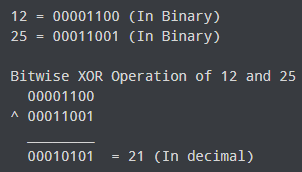 12 = 00001100 (In Binary)
25 = 00011001 (In Binary)
Bitwise XOR Operation of 12 and 25
00001100
^ 00011001
________
00010101 = 21 (In decimal)